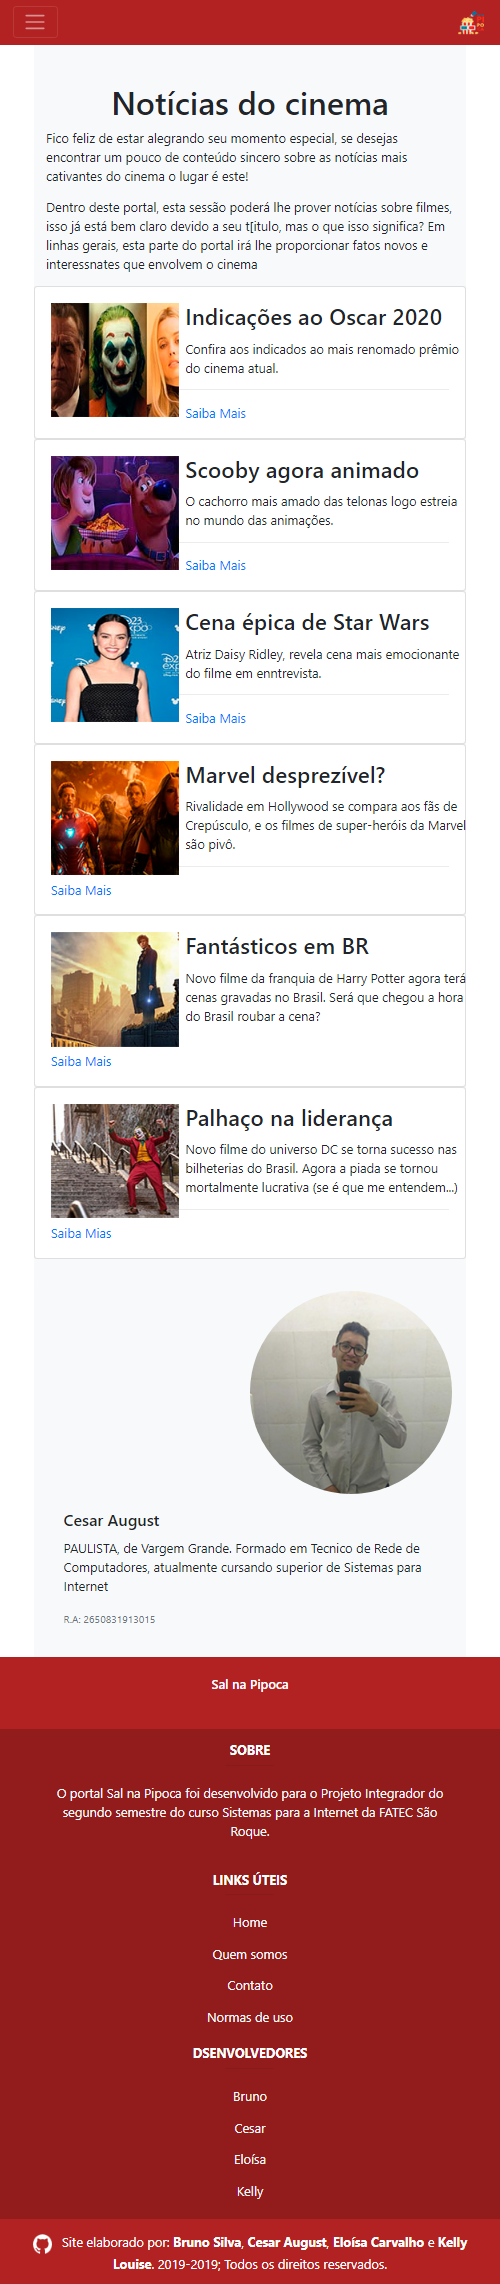 Notícias do cinema
Fico feliz de estar alegrando seu momento especial, se desejas
encontrar um pouco de conteúdo sincero sobre as notícias mais
cativantes do cinema o lugar é este!
Dentro deste portal, esta sessão poderá lhe prover notícias sobre filmes,
isso já está bem claro devido a seu t[itulo, mas o que isso significa? Em
linhas gerais, esta parte do portal irá lhe proporcionar fatos novos e
interessnates que envolvem o cinema
Indicações ao Oscar 2020
Confira aos indicados ao mais renomado prêmio
do cinema atual.
Saiba Mais
Scooby agora animado
O cachorro mais amado das telonas logo estreia
no mundo das animações.
Saiba Mais
Cena épica de Star Wars
Atriz Daisy Ridley, revela cena mais emocionante
do filme em enntrevista.
Saiba Mais
Marvel desprezível?
Rivalidade em Hollywood se compara aos fãs de
Crepúsculo, e os filmes de super-heróis da Marvel
são pivô.
Saiba Mais
Fantásticos em BR
Novo filme da franquia de Harry Potter agora terá
cenas gravadas no Brasil. Será que chegou a hora
do Brasil roubar a cena?
Saiba Mais
Palhaço na liderança
Novo filme do universo DC se torna sucesso nas
bilheterias do Brasil. Agora a piada se tornou
mortalmente lucrativa (se é que me entendem...)
Saiba Mias
Cesar August
PAULISTA, de Vargem Grande. Formado em Tecnico de Rede de
Computadores, atualmente cursando superior de Sistemas para
Internet
R.A: 2650831913015
Sal na Pipoca
SOBRE
O portal Sal na Pipoca foi desenvolvido para o Projeto Integrador do
segundo semestre do curso Sistemas para a Internet da FATEC São
Roque.
LINKS ÚTEIS
Home
Quem somos
Contato
Normas de uso
DSENVOLVEDORES
Bruno
Cesar
Eloísa
Kelly
Site elaborado por: Bruno Silva, Cesar August, Eloísa Carvalho e Kelly
Louise. 2019-2019; Todos os direitos reservados.